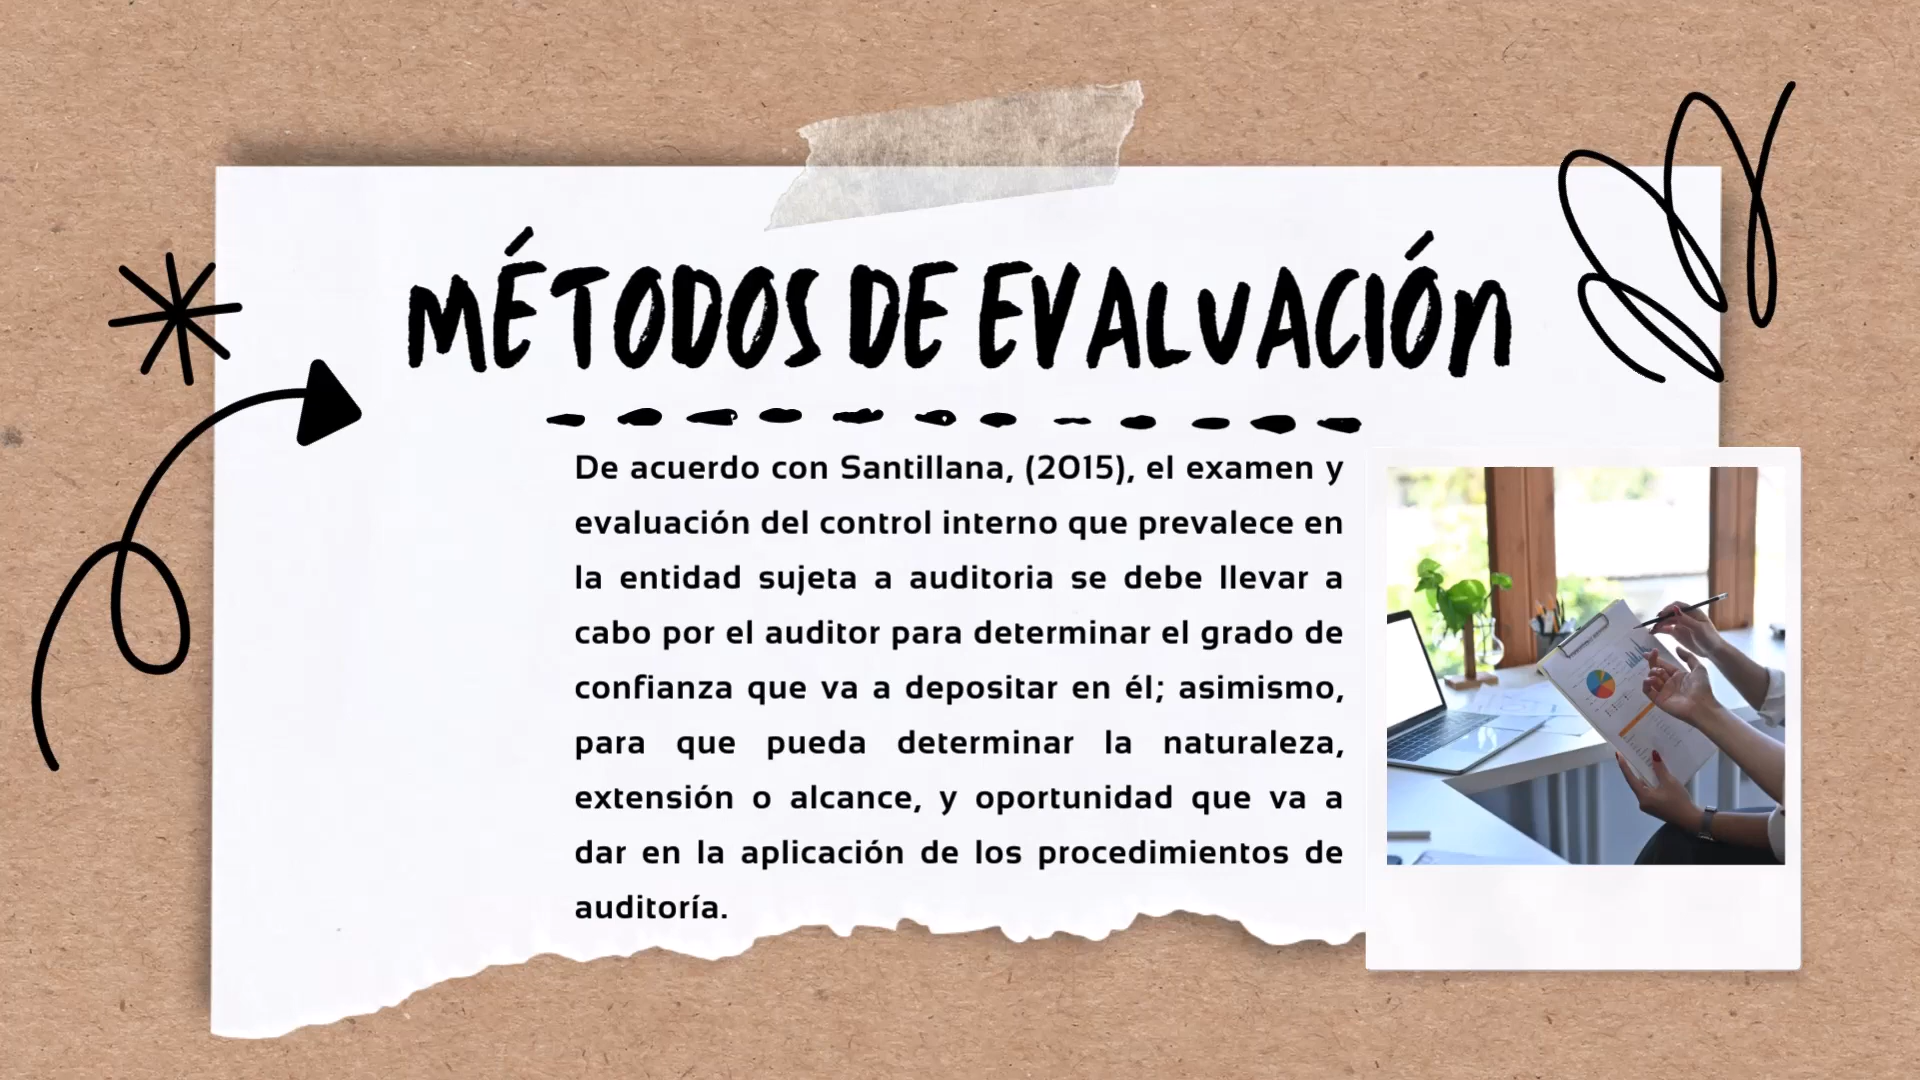 MÉTODOS DE EVALUACIÓN
De acuerdo con Santillana, (2015), el examen y
evaluación del control interno que prevalece en
la entidad sujeta a auditoria se debe llevar a
cabo por el auditor para determinar el grado de
confianza que va a depositar en él; asimismo,
para que pueda determinar la naturaleza,
extensión o alcance, y oportunidad que va a
dar en la aplicación de los procedimientos de
auditoría.